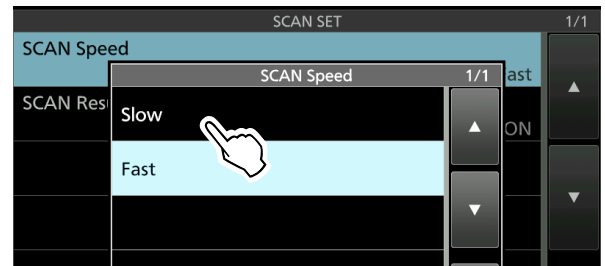 SCAN SET 1/1
SCAN Speed
SCAN Speed 1/1
ast
SCAN Res
Slow
ON
Fast